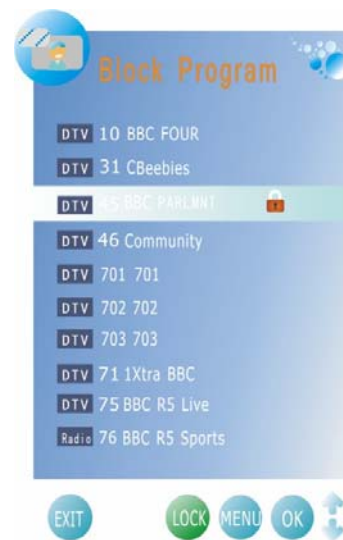 Block Program
DTV 10 BBC FOUR
DTV 31 CBeebies
DTV 45 BBC PARLMNT
DTV 46 Community
DTV 701 701
DTV 702 702
DTV 703 703
DTV 71 1Xtra BBC
DTV 75 BBC R5 Live
Radio 76 BBC R5 Sports
EXIT LOCK MENU OK